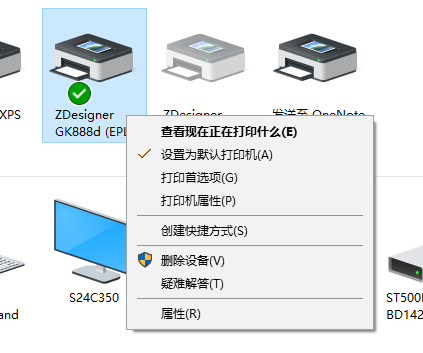 XPS
ZDesigner
GK888d (EPL
ZDesigner
发送至 OneNote
查看现在正在打印什么(E)
设置为默认打印机(A)
打印首选项(G)
打印机属性(P)
创建快捷方式(S)
删除设备(V)
疑难解答(T)
属性(R)
S24C350
and
ST500
BD142